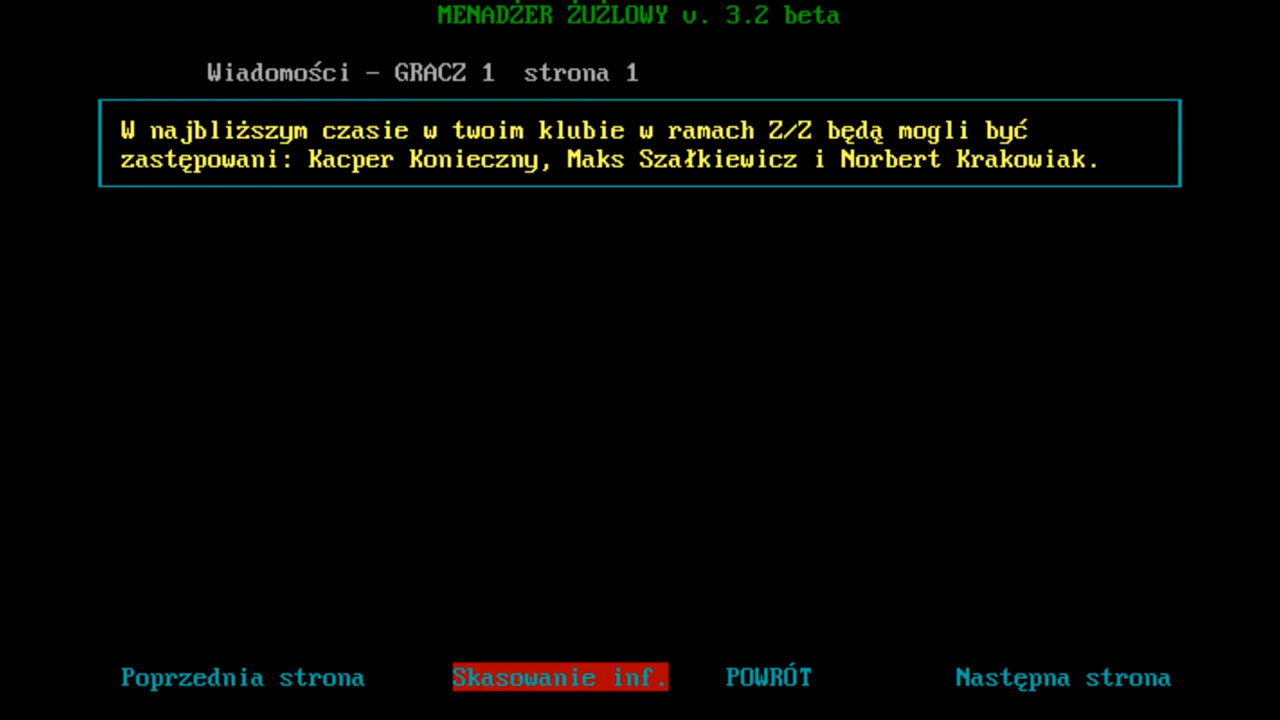 MENADŻER ŻUŻLOWY v. 3.2 beta
Wiadomości - GRACZ 1 strona 1
W najbliższym czasie w twoim klubie w ramach Z/Z będą mogli być
zastępowani: Kacper Konieczny, Maks Szałkiewicz i Norbert Krakowiak.
Poprzednia strona Skasowanie inf. POWRÓT Następna strona